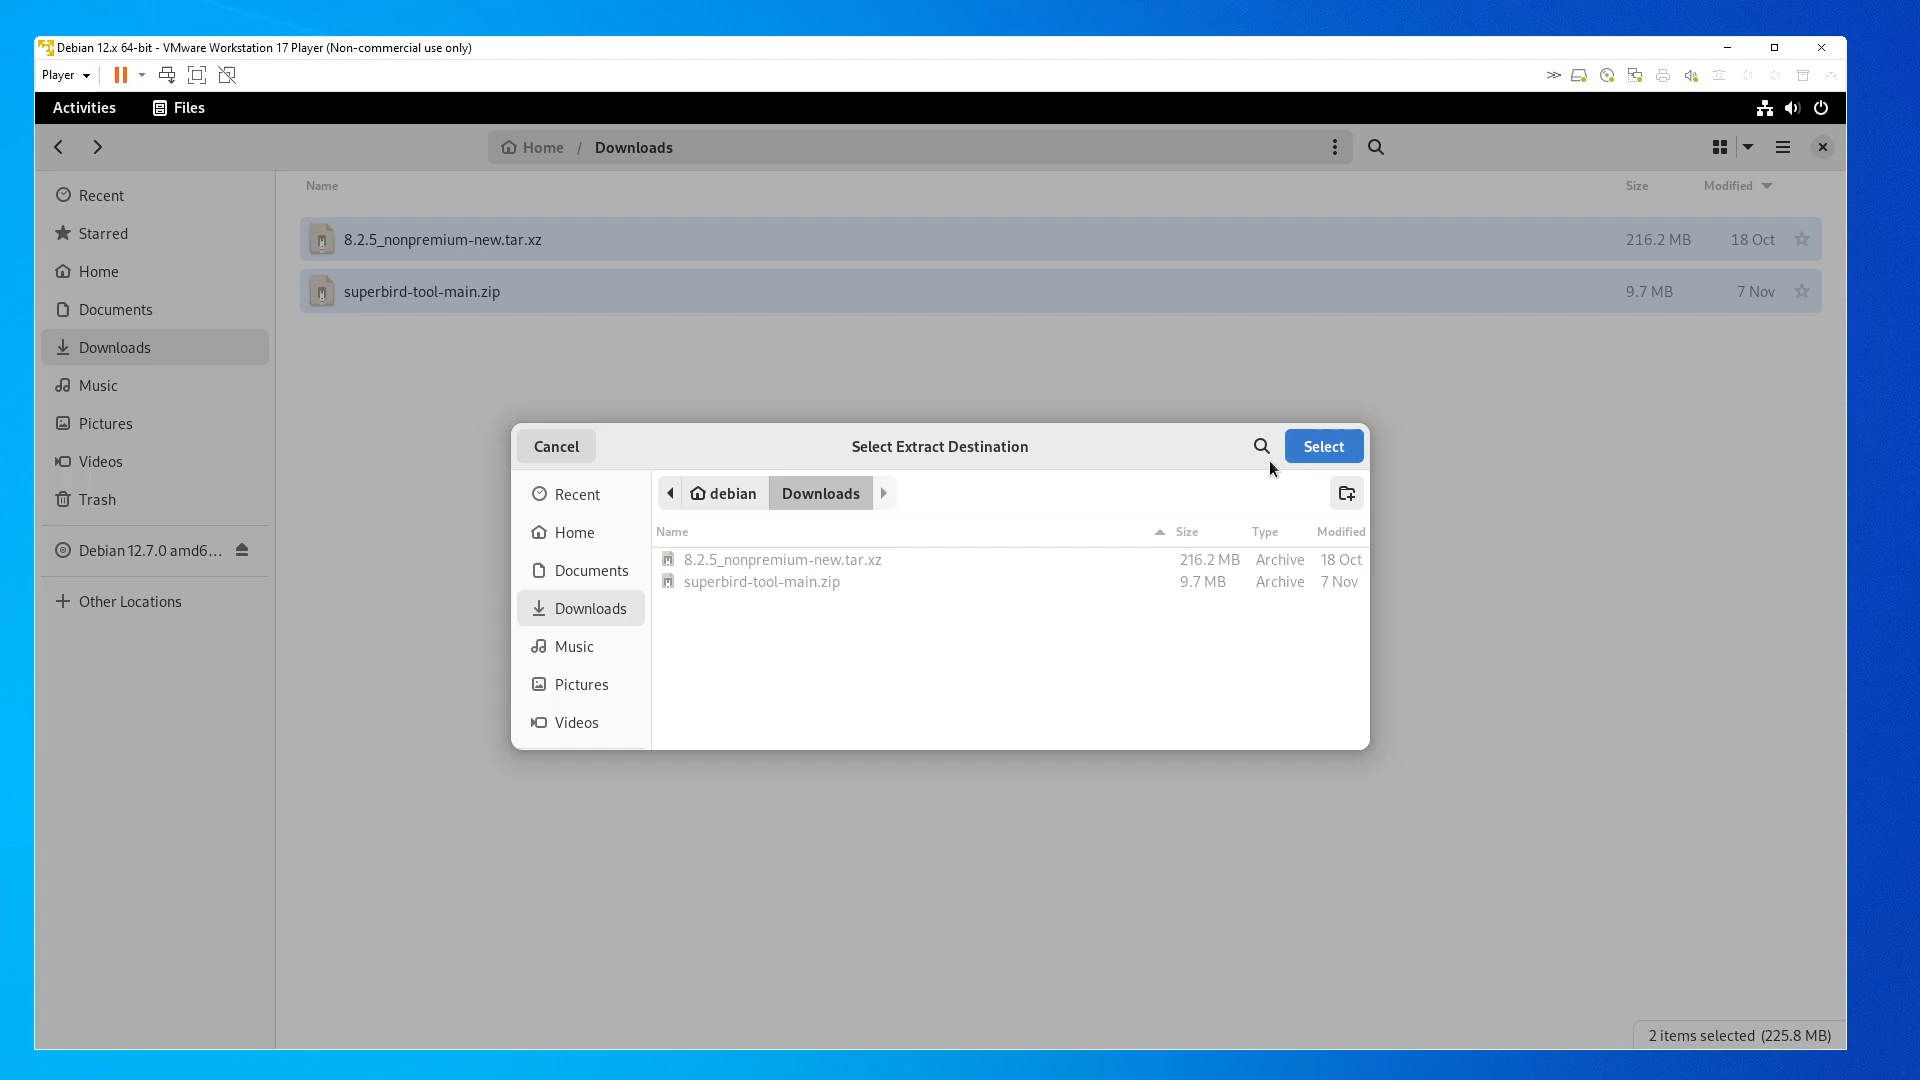 Debian 12.x 64-bit - VMware Workstation 17 Player (Non-commercial use only)
Player
Activities Files
Home / Downloads
Recent
Starred
Home
Documents
Downloads
Music
Pictures
Videos
Trash
Debian 12.7.0 amd6...
Other Locations
Name Size Modified
8.2.5_nonpremium-new.tar.xz 216.2 MB 18 Oct
superbird-tool-main.zip 9.7 MB 7 Nov
Cancel Select Extract Destination Select
Recent
Home
Documents
Downloads
Music
Pictures
Videos
debian Downloads
Name Size Type Modified
8.2.5_nonpremium-new.tar.xz 216.2 MB Archive 18 Oct
superbird-tool-main.zip 9.7 MB Archive 7 Nov
2 items selected (225.8 MB)